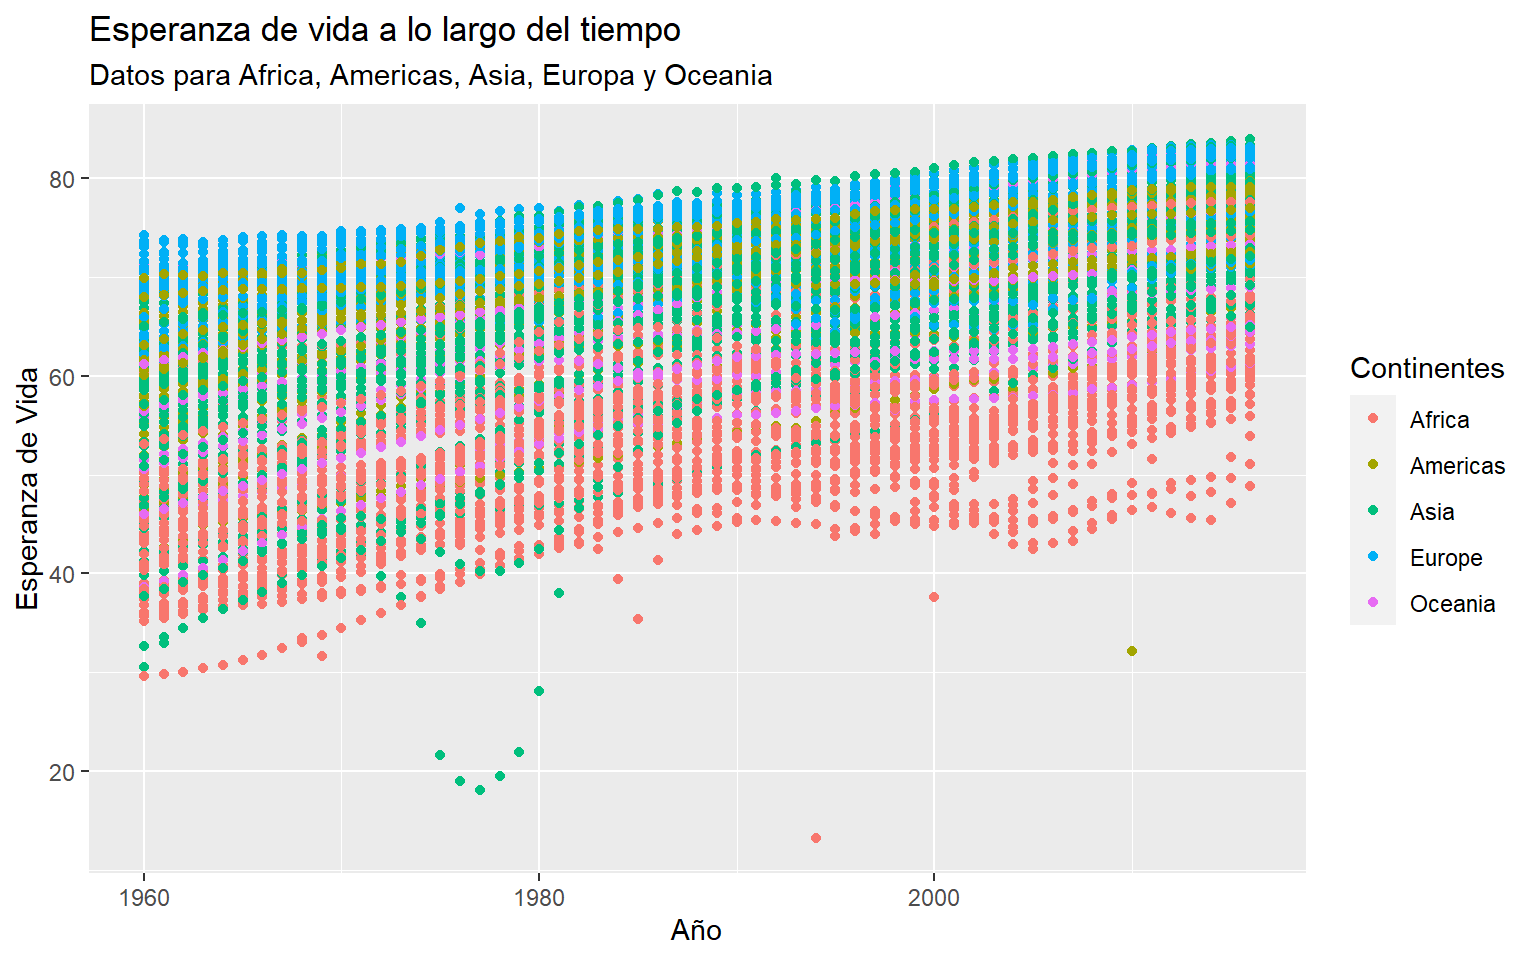 Esperanza de vida a lo largo del tiempo
Datos para Africa, Americas, Asia, Europa y Oceania
80
60
40
20
Esperanza de Vida
1960
1980
2000
Año
Continentes
Africa
Americas
Asia
Europe
Oceania